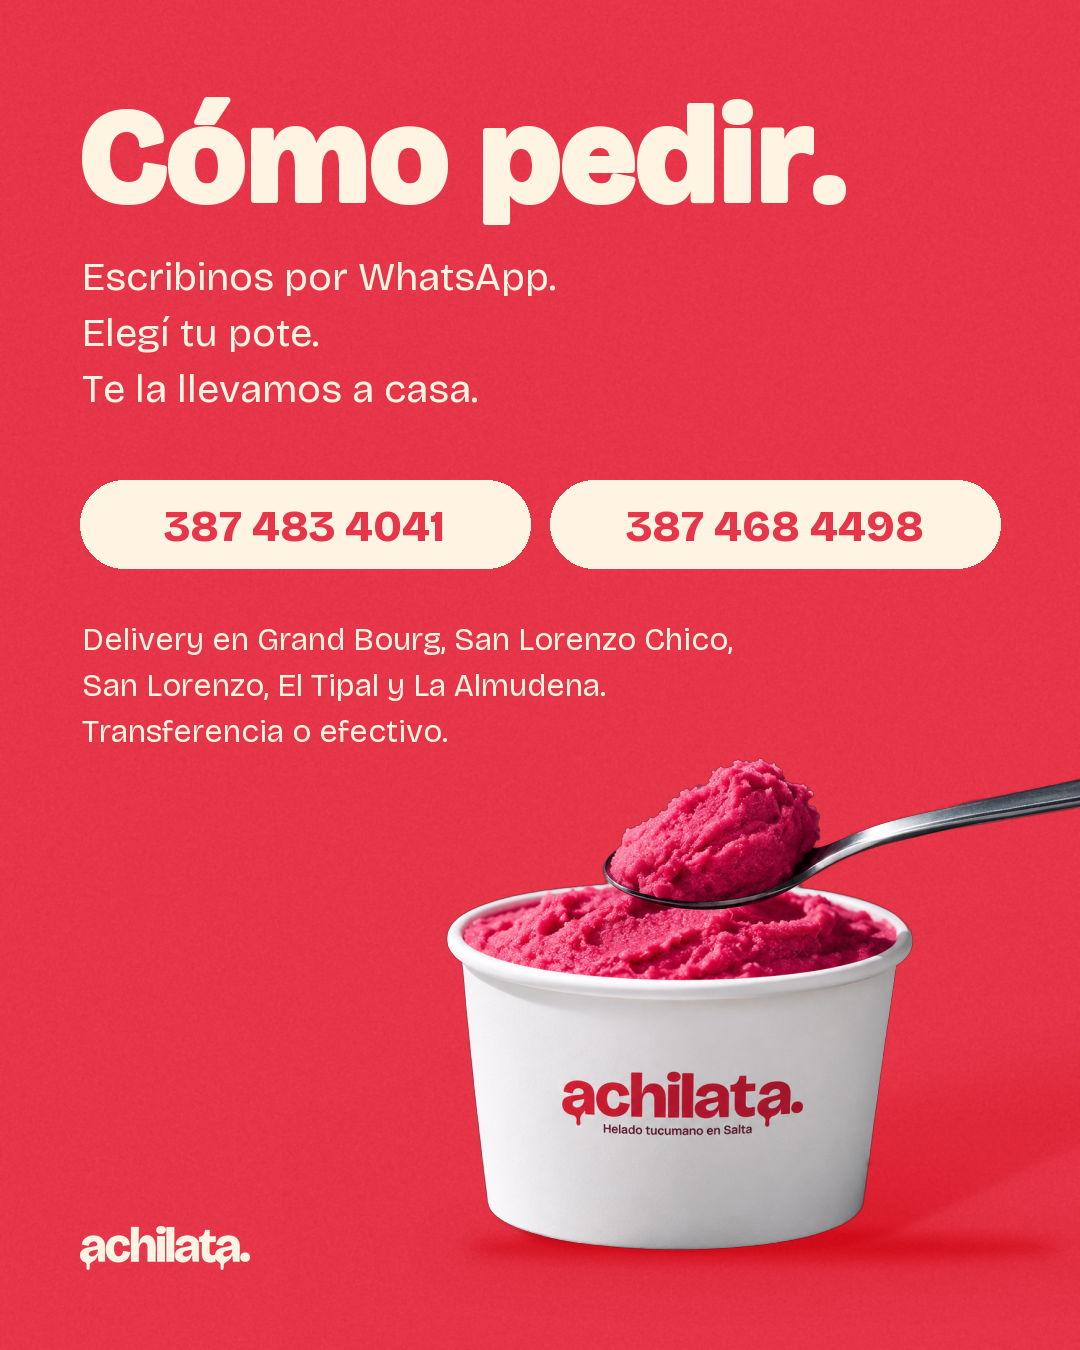 Cómo pedir.
Escribinos por WhatsApp.
Elegí tu pote.
Te la llevamos a casa.
387 483 4041
387 468 4498
Delivery en Grand Bourg, San Lorenzo Chico,
San Lorenzo, El Tipal y La Almudena.
Transferencia o efectivo.
achilata.
Helado tucumano en Salta
achilata.